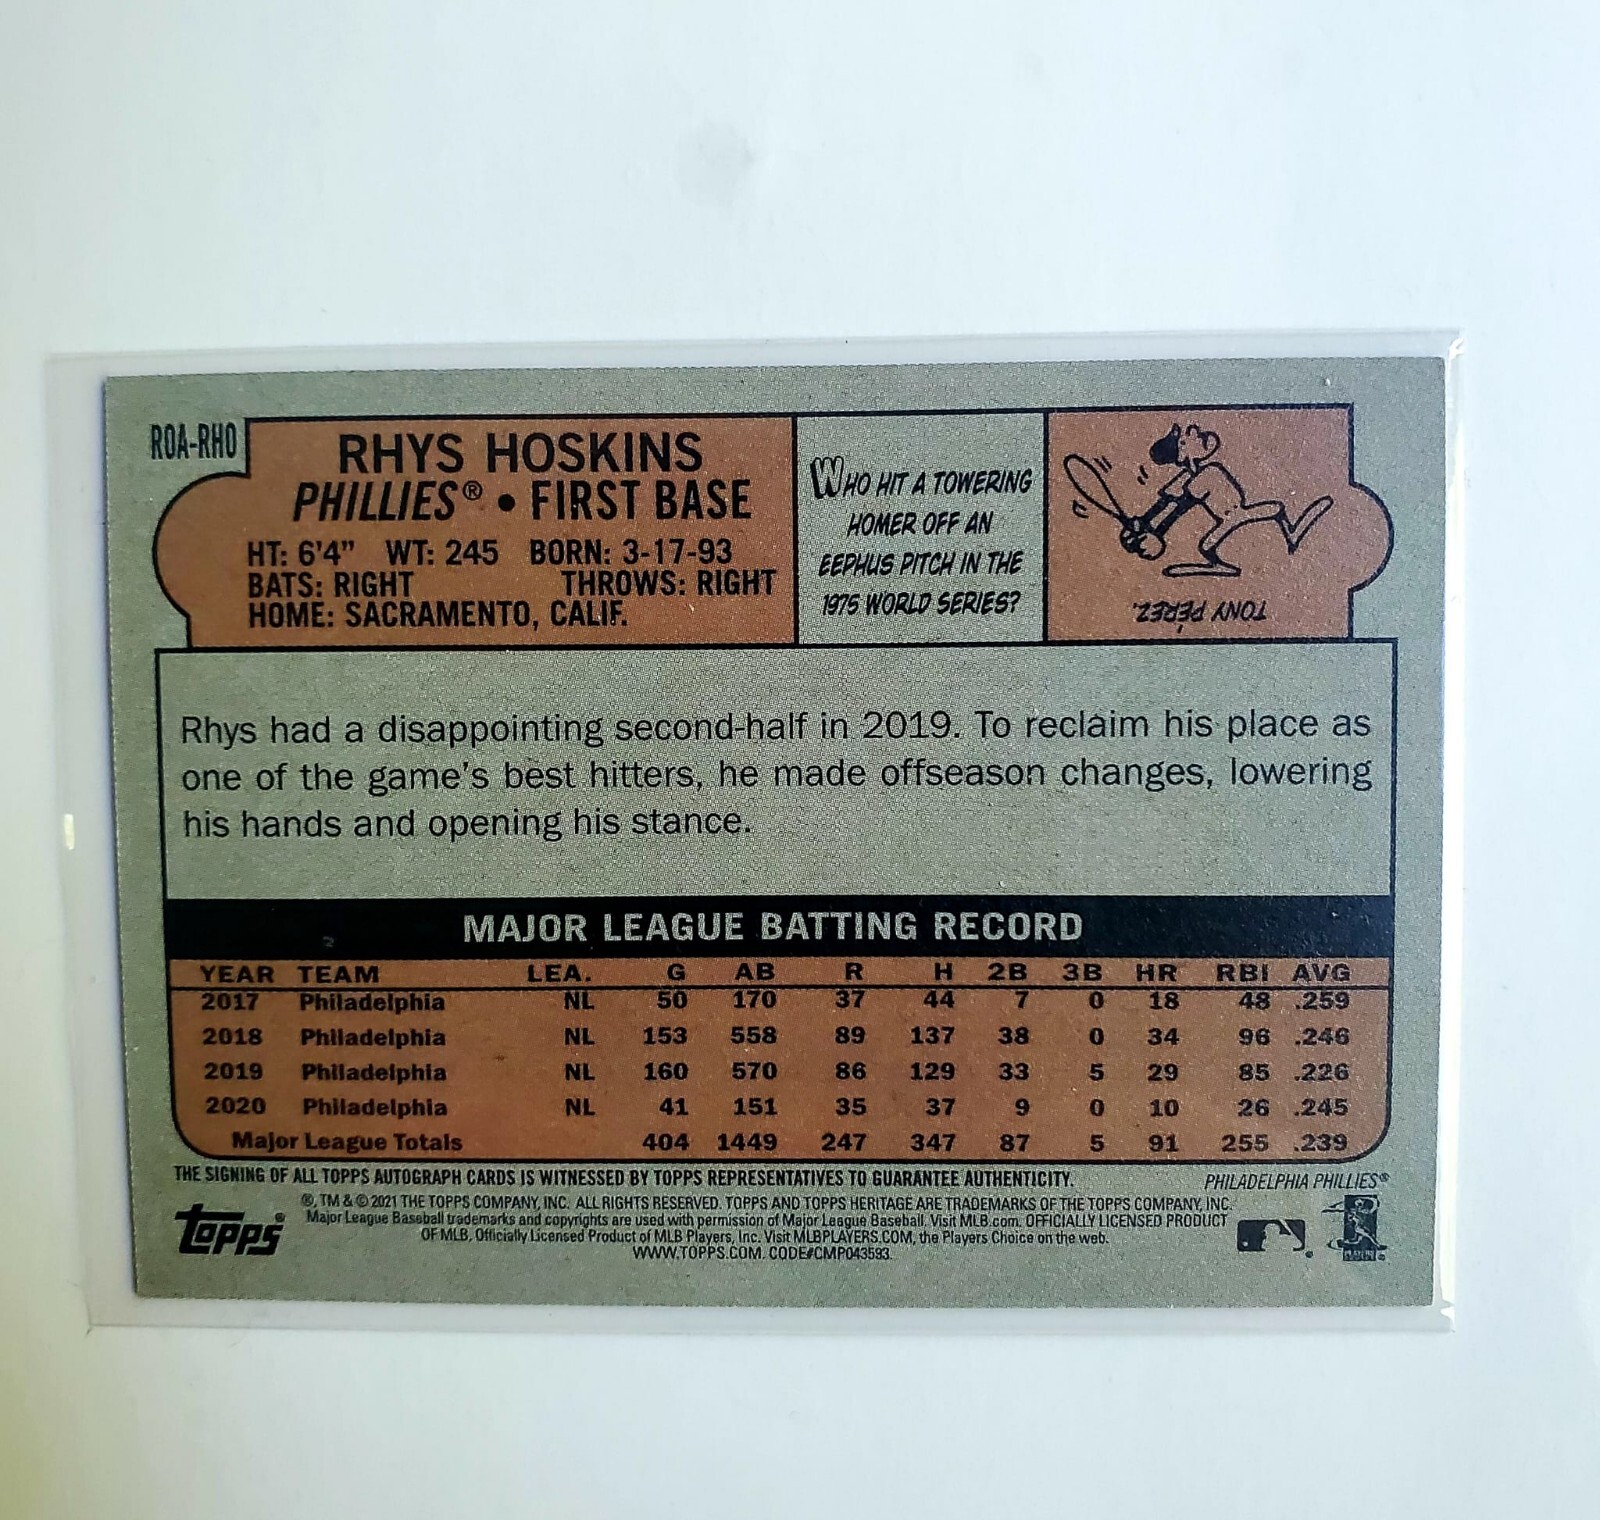 ROA-RHO
RHYS HOSKINS
PHILLIES® • FIRST BASE
HT: 6'4" WT: 245 BORN: 3-17-93
BATS: RIGHT THROWS: RIGHT
HOME: SACRAMENTO, CALIF.
WHO HIT A TOWERING
HOMER OFF AN
EEPHUS PITCH IN THE
1975 WORLD SERIES?
TONY PÉREZ.
Rhys had a disappointing second-half in 2019. To reclaim his place as
one of the game's best hitters, he made offseason changes, lowering
his hands and opening his stance.
MAJOR LEAGUE BATTING RECORD
YEAR TEAM LEA. G AB R H 2B 3B HR RBI AVG
2017 Philadelphia NL 50 170 37 44 7 0 18 48 .259
2018 Philadelphia NL 153 558 89 137 38 0 34 96 .246
2019 Philadelphia NL 160 570 86 129 33 5 29 85 .226
2020 Philadelphia NL 41 151 35 37 9 0 10 26 .245
Major League Totals 404 1449 247 347 87 5 91 255 .239
THE SIGNING OF ALL TOPPS AUTOGRAPH CARDS IS WITNESSED BY TOPPS REPRESENTATIVES TO GUARANTEE AUTHENTICITY.
PHILADELPHIA PHILLIES®
®, TM & © 2021 THE TOPPS COMPANY, INC. ALL RIGHTS RESERVED. TOPPS AND TOPPS HERITAGE ARE TRADEMARKS OF THE TOPPS COMPANY, INC.
Major League Baseball trademarks and copyrights are used with permission of Major League Baseball. Visit MLB.com. OFFICIALLY LICENSED PRODUCT
OF MLB. Officially Licensed Product of MLB Players, Inc. Visit MLBPLAYERS.COM, the Players Choice on the web.
WWW.TOPPS.COM. CODE#CMP043593.
topps®